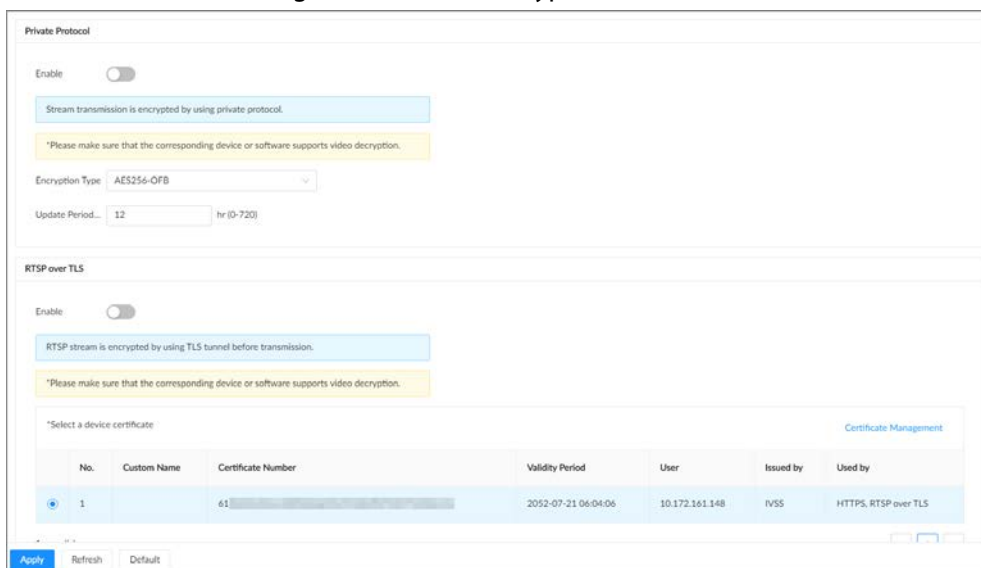 Private Protocol
Enable
Stream transmission is encrypted by using private protocol.
*Please make sure that the corresponding device or software supports video decryption.
Encryption Type AES256-OFB
Update Period... 12 hr (0-720)
RTSP over TLS
Enable
RTSP stream is encrypted by using TLS tunnel before transmission.
*Please make sure that the corresponding device or software supports video decryption.
*Select a device certificate Certificate Management
No. Custom Name Certificate Number Validity Period User Issued by Used by
1 61 2052-07-21 06:04:06 10.172.161.148 IVSS HTTPS, RTSP over TLS
Apply Refresh Default